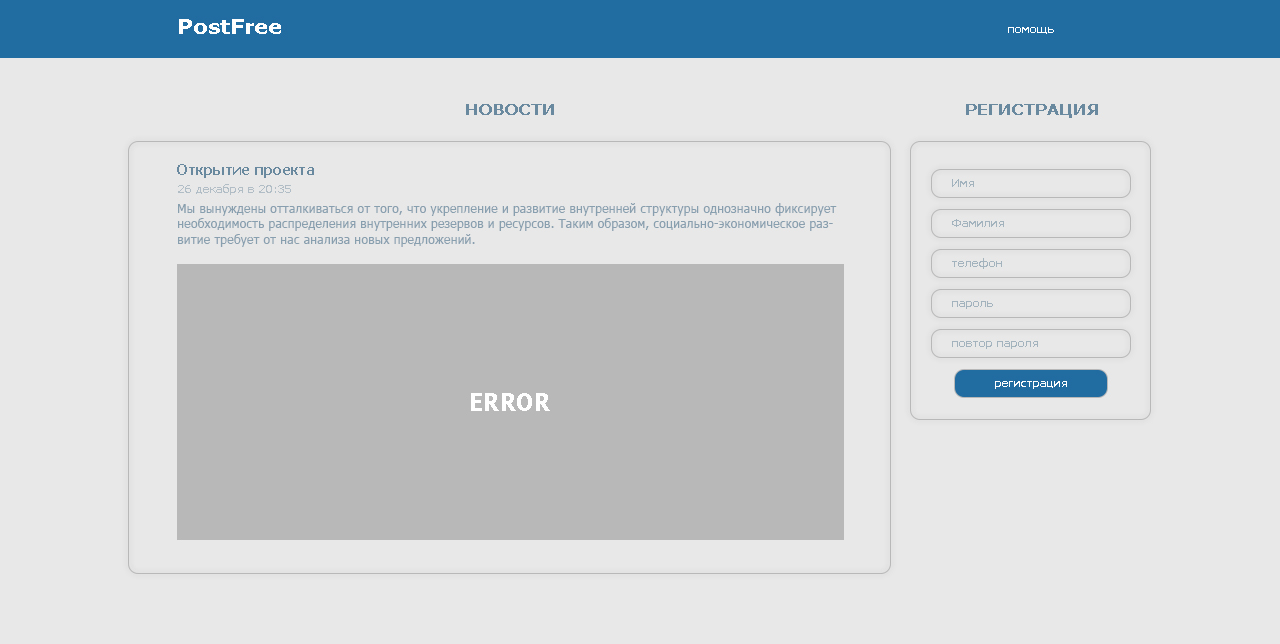 PostFree
помощь
НОВОСТИ
РЕГИСТРАЦИЯ
Открытие проекта
26 декабря в 20:35
Мы вынуждены отталкиваться от того, что укрепление и развитие внутренней структуры однозначно фиксирует
необходимость распределения внутренних резервов и ресурсов. Таким образом, социально-экономическое раз-
витие требует от нас анализа новых предложений.
ERROR
Имя
Фамилия
телефон
пароль
повтор пароля
регистрация